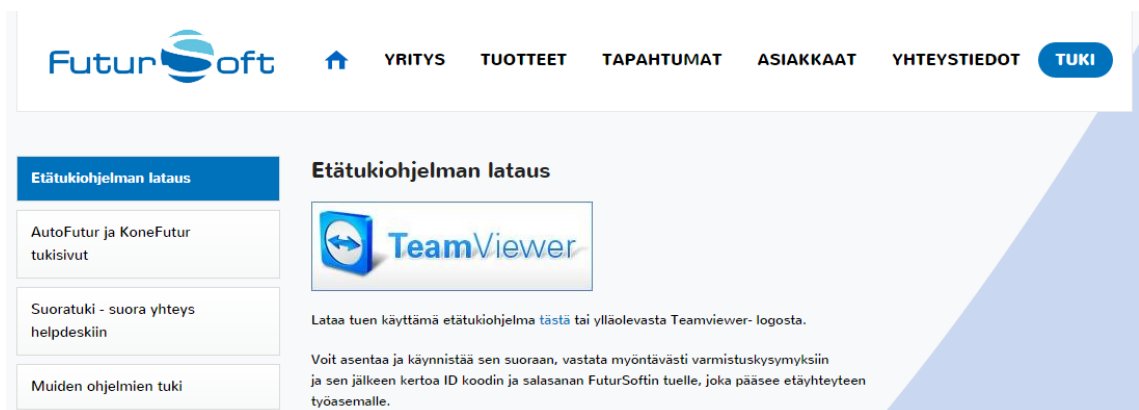 FuturSoft
YRITYS TUOTTEET TAPAHTUMAT ASIAKKAAT YHTEYSTIEDOT TUKI
Etätukiohjelman lataus
AutoFutur ja KoneFutur
tukisivut
Suoratuki - suora yhteys
helpdeskiin
Muiden ohjelmien tuki
Etätukiohjelman lataus
TeamViewer
Lataa tuen käyttämä etätukiohjelma tästä tai ylläolevasta Teamviewer- logosta.
Voit asentaa ja käynnistää sen suoraan, vastata myöntävästi varmistuskysymyksiin
ja sen jälkeen kertoa ID koodin ja salasanan FuturSoftin tuelle, joka pääsee etäyhteyteen
työasemalle.